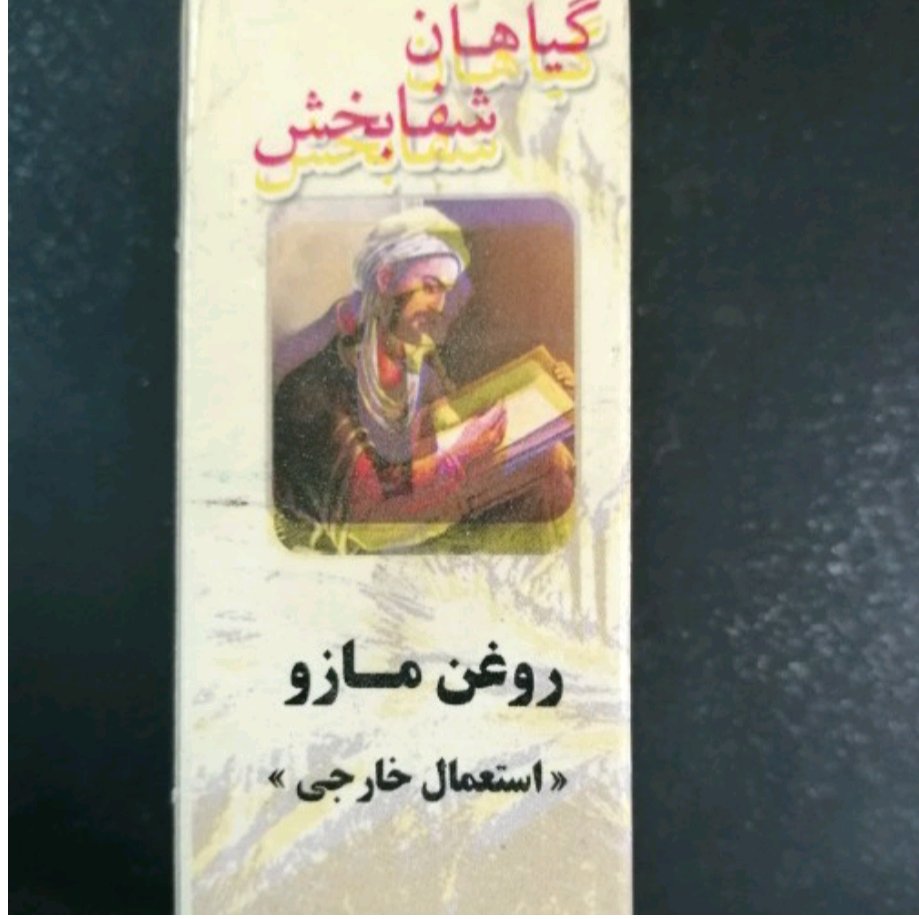 گیاهان
شفابخش
روغن مازو
« استعمال خارجی »